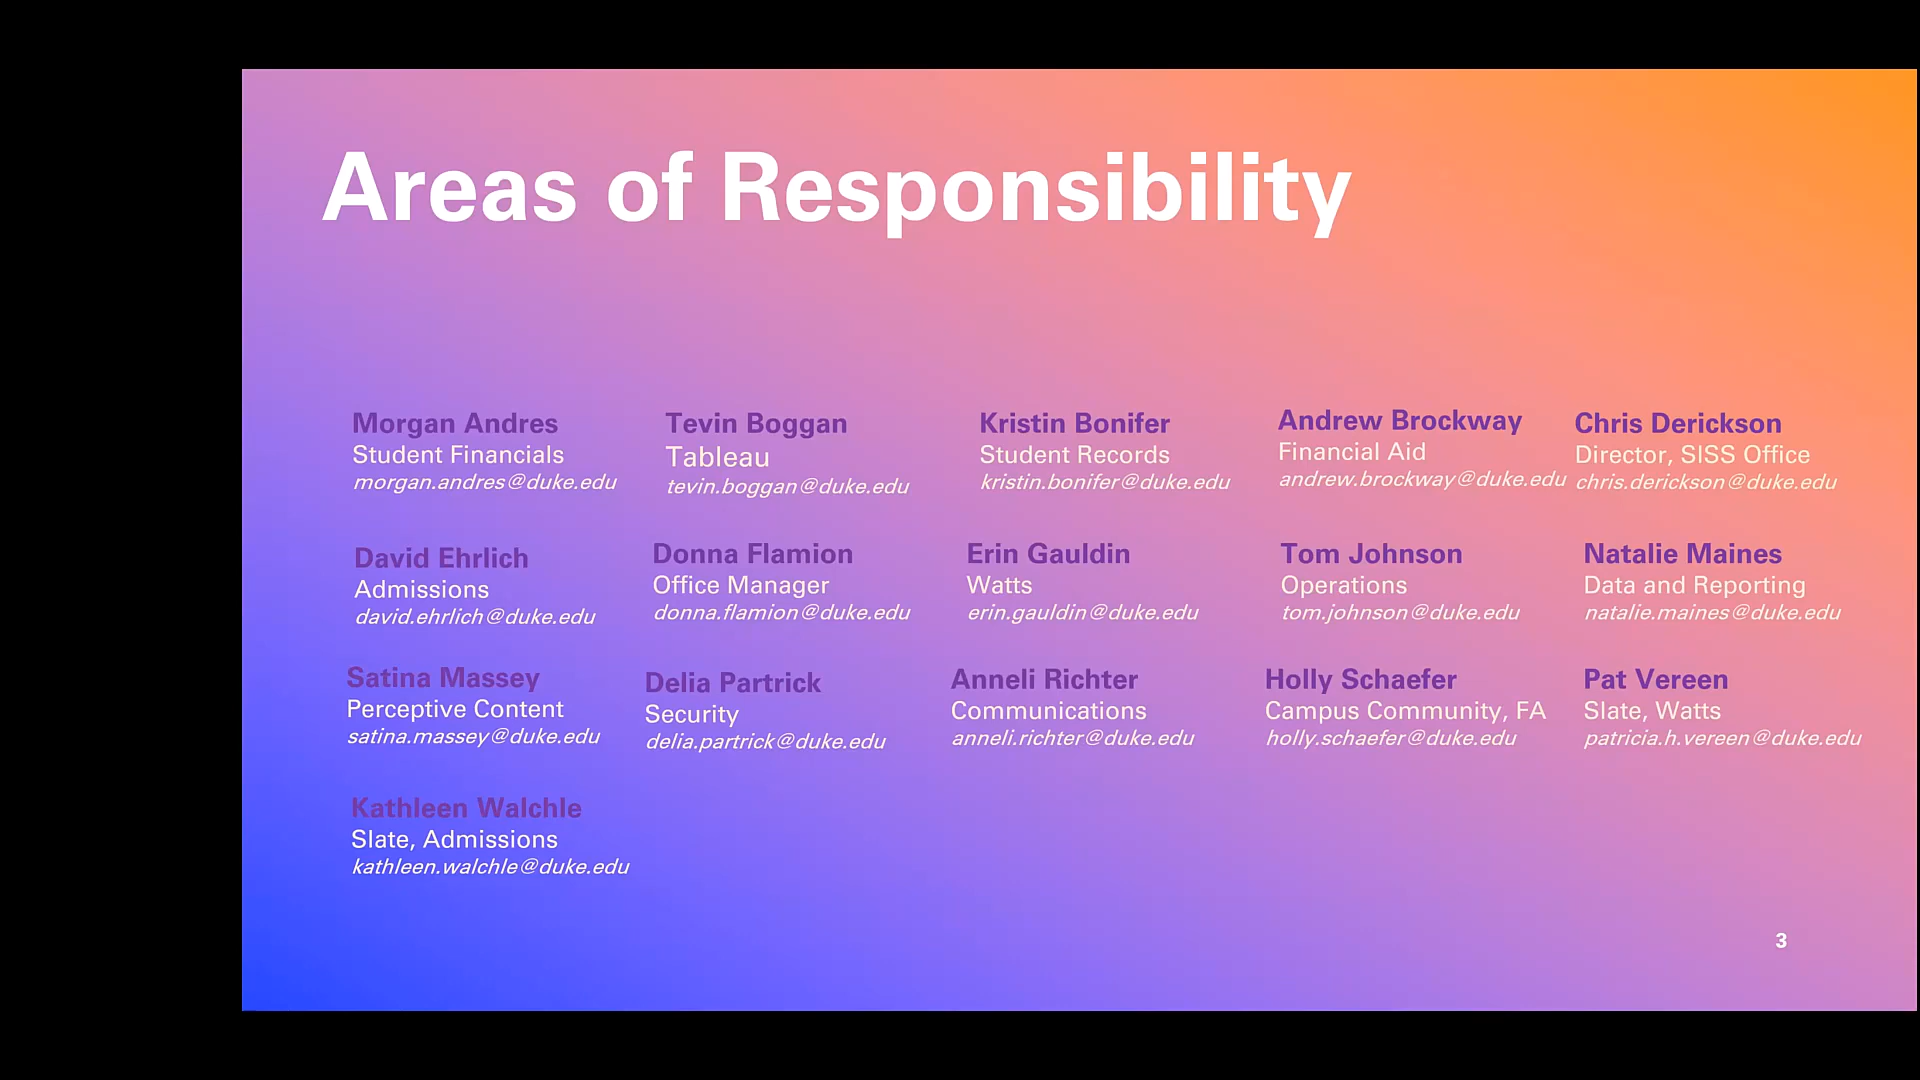 Areas of Responsibility
Morgan Andres
Student Financials
morgan.andres@duke.edu
Tevin Boggan
Tableau
tevin.boggan@duke.edu
Kristin Bonifer
Student Records
kristin.bonifer@duke.edu
Andrew Brockway
Financial Aid
andrew.brockway@duke.edu
Chris Derickson
Director, SISS Office
chris.derickson@duke.edu
David Ehrlich
Admissions
david.ehrlich@duke.edu
Donna Flamion
Office Manager
donna.flamion@duke.edu
Erin Gauldin
Watts
erin.gauldin@duke.edu
Tom Johnson
Operations
tom.johnson@duke.edu
Natalie Maines
Data and Reporting
natalie.maines@duke.edu
Satina Massey
Perceptive Content
satina.massey@duke.edu
Delia Partrick
Security
delia.partrick@duke.edu
Anneli Richter
Communications
anneli.richter@duke.edu
Holly Schaefer
Campus Community, FA
holly.schaefer@duke.edu
Pat Vereen
Slate, Watts
patricia.h.vereen@duke.edu
Kathleen Walchle
Slate, Admissions
kathleen.walchle@duke.edu
3